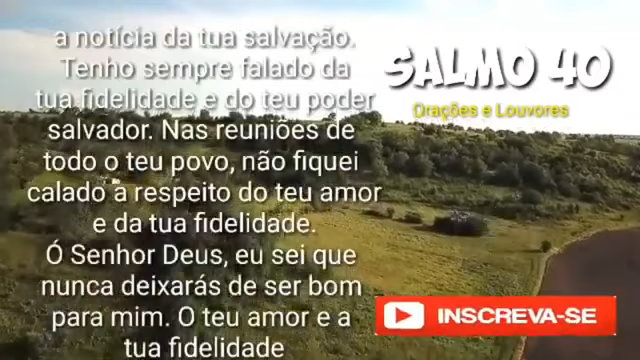 a notícia da tua salvação.
Tenho sempre falado da
tua fidelidade e do teu poder
salvador. Nas reuniões de
todo o teu povo, não fiquei
calado a respeito do teu amor
e da tua fidelidade.
Ó Senhor Deus, eu sei que
nunca deixarás de ser bom
para mim. O teu amor e a
tua fidelidade
SALMO 40
Orações e Louvores
INSCREVA-SE